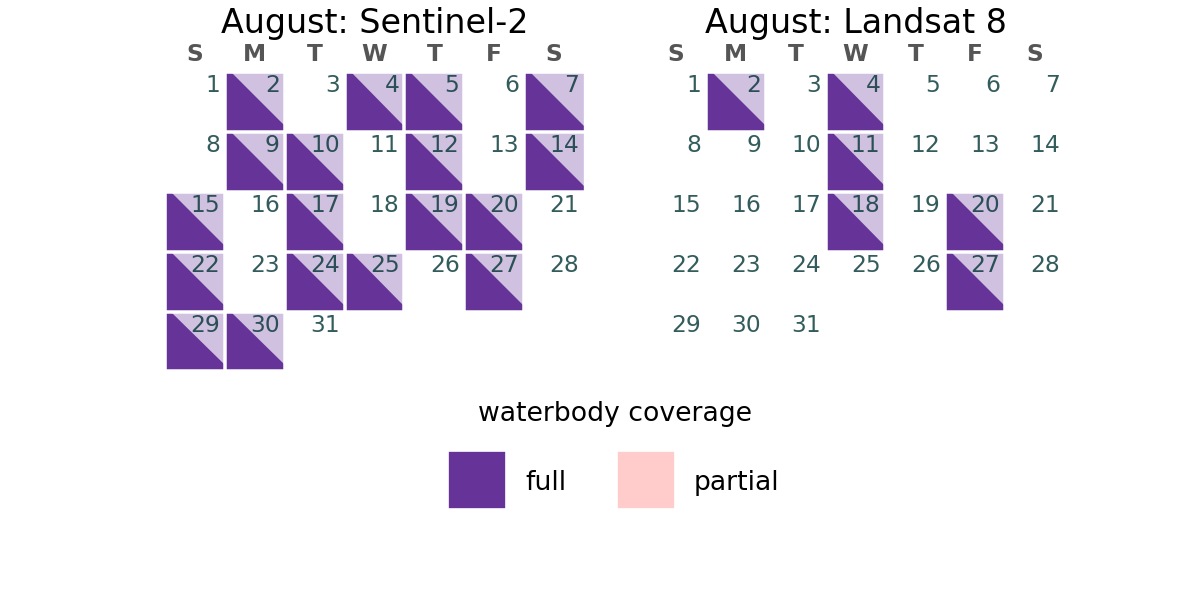 August: Sentinel-2
S M T W T F S
1 2 3 4 5 6 7
8 9 10 11 12 13 14
15 16 17 18 19 20 21
22 23 24 25 26 27 28
29 30 31
August: Landsat 8
S M T W T F S
1 2 3 4 5 6 7
8 9 10 11 12 13 14
15 16 17 18 19 20 21
22 23 24 25 26 27 28
29 30 31
waterbody coverage
full partial